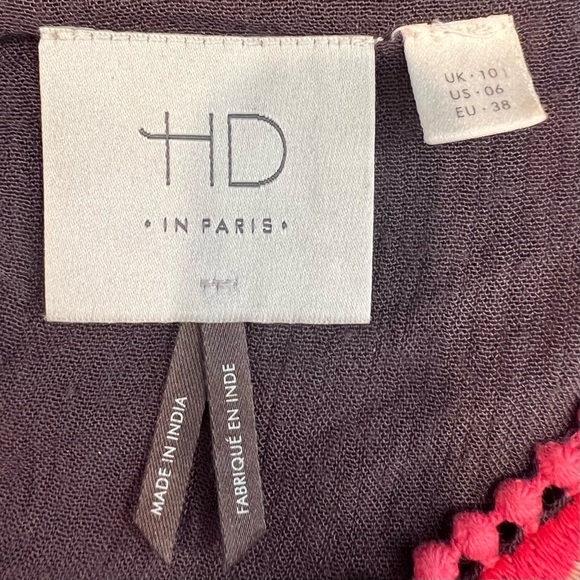 HD
• IN PARIS •
UK • 10
US • 06
EU • 38
MADE IN INDIA
FABRIQUÉ EN INDE